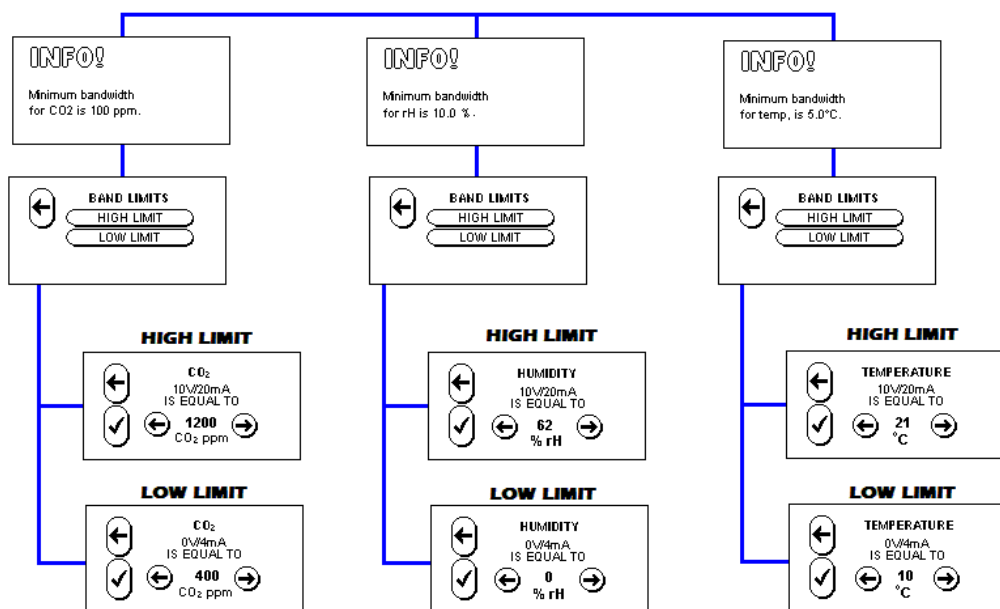 INFO!
Minimum bandwidth
for CO2 is 100 ppm.
BAND LIMITS
HIGH LIMIT
LOW LIMIT
HIGH LIMIT
CO₂
10V/20mA
IS EQUAL TO
1200
CO₂ ppm
LOW LIMIT
CO₂
0V/4mA
IS EQUAL TO
400
CO₂ ppm
INFO!
Minimum bandwidth
for rH is 10.0 %.
BAND LIMITS
HIGH LIMIT
LOW LIMIT
HIGH LIMIT
HUMIDITY
10V/20mA
IS EQUAL TO
62
% rH
LOW LIMIT
HUMIDITY
0V/4mA
IS EQUAL TO
0
% rH
INFO!
Minimum bandwidth
for temp, is 5.0°C.
BAND LIMITS
HIGH LIMIT
LOW LIMIT
HIGH LIMIT
TEMPERATURE
10V/20mA
IS EQUAL TO
21
°C
LOW LIMIT
TEMPERATURE
0V/4mA
IS EQUAL TO
10
°C